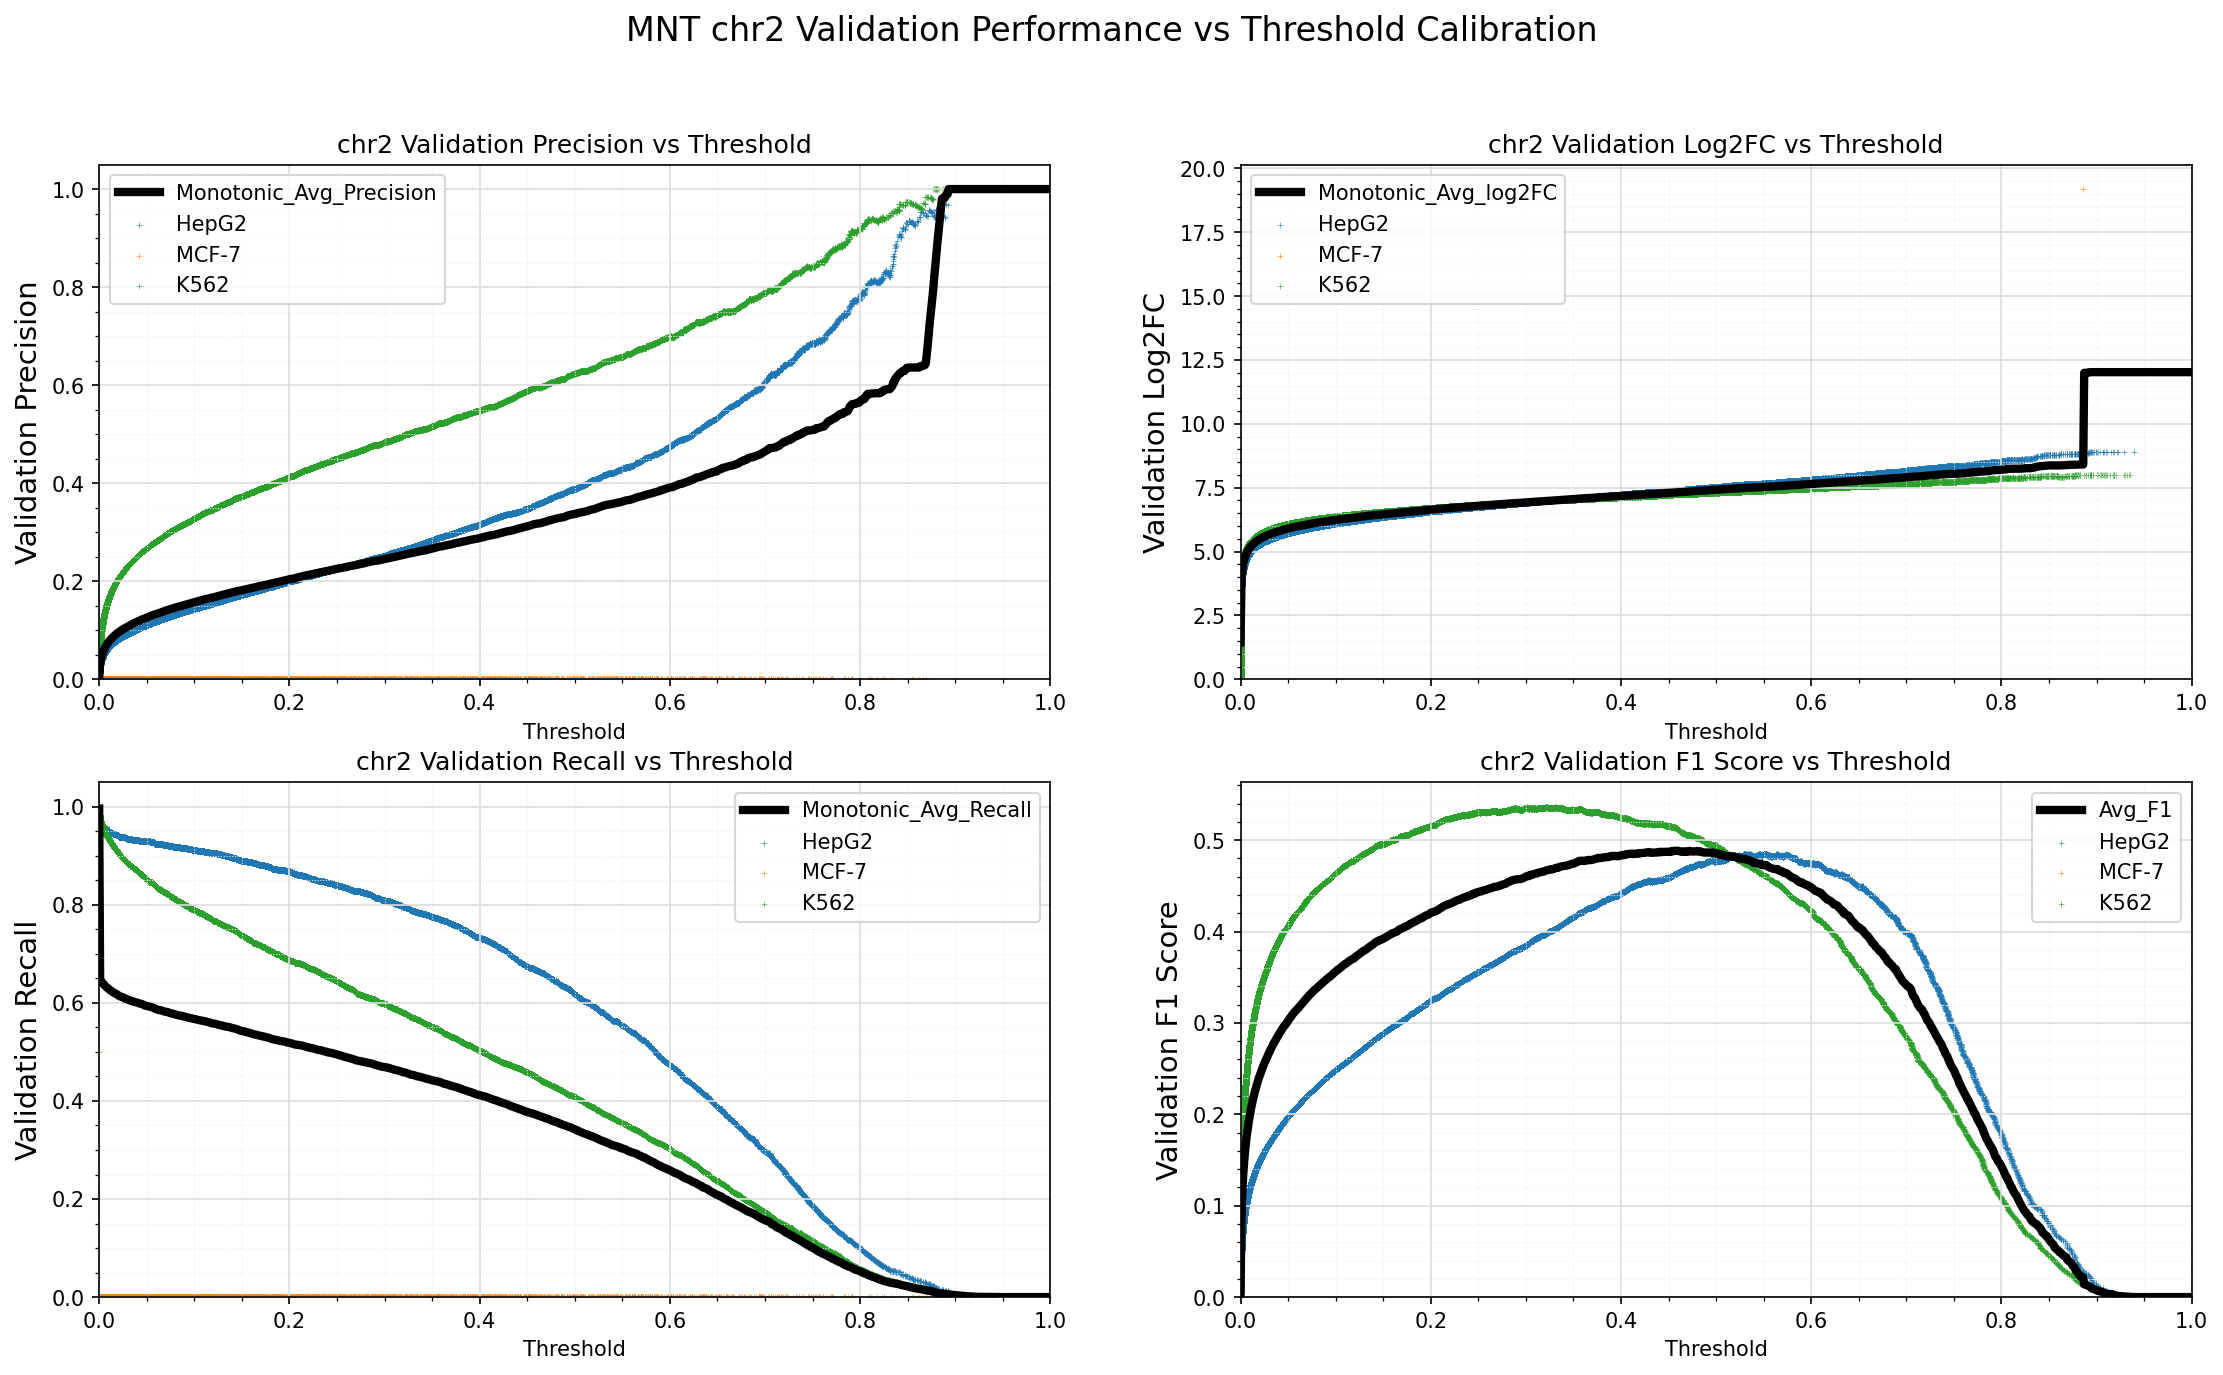 MNT chr2 Validation Performance vs Threshold Calibration
chr2 Validation Precision vs Threshold
Validation Precision
1.0
0.8
0.6
0.4
0.2
0.0
Monotonic_Avg_Precision
HepG2
MCF-7
K562
0.0 0.2 0.4 0.6 0.8 1.0
Threshold
chr2 Validation Log2FC vs Threshold
Validation Log2FC
20.0
17.5
15.0
12.5
10.0
7.5
5.0
2.5
0.0
Monotonic_Avg_log2FC
HepG2
MCF-7
K562
0.0 0.2 0.4 0.6 0.8 1.0
Threshold
chr2 Validation Recall vs Threshold
Validation Recall
1.0
0.8
0.6
0.4
0.2
0.0
Monotonic_Avg_Recall
HepG2
MCF-7
K562
0.0 0.2 0.4 0.6 0.8 1.0
Threshold
chr2 Validation F1 Score vs Threshold
Validation F1 Score
0.5
0.4
0.3
0.2
0.1
0.0
Avg_F1
HepG2
MCF-7
K562
0.0 0.2 0.4 0.6 0.8 1.0
Threshold